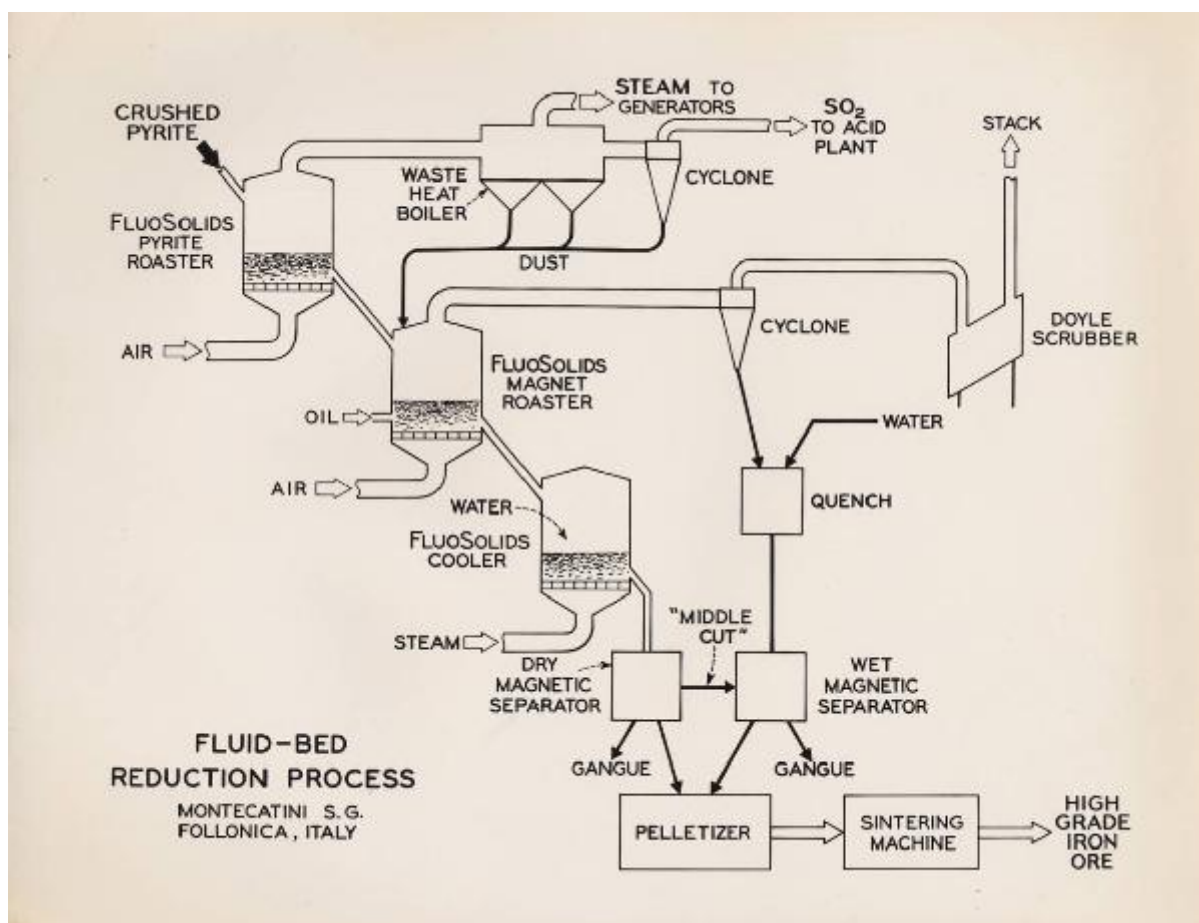 CRUSHED
PYRITE
STEAM TO
GENERATORS
SO₂
TO ACID
PLANT
STACK
WASTE
HEAT
BOILER
CYCLONE
FLUOSOLIDS
PYRITE
ROASTER
DUST
CYCLONE
DOYLE
SCRUBBER
AIR
FLUOSOLIDS
MAGNET
ROASTER
OIL
WATER
AIR
QUENCH
WATER
FLUOSOLIDS
COOLER
"MIDDLE
CUT"
STEAM
DRY
MAGNETIC
SEPARATOR
WET
MAGNETIC
SEPARATOR
GANGUE
GANGUE
FLUID-BED
REDUCTION PROCESS
MONTECATINI S. G.
FOLLONICA, ITALY
PELLETIZER
SINTERING
MACHINE
HIGH
GRADE
IRON
ORE